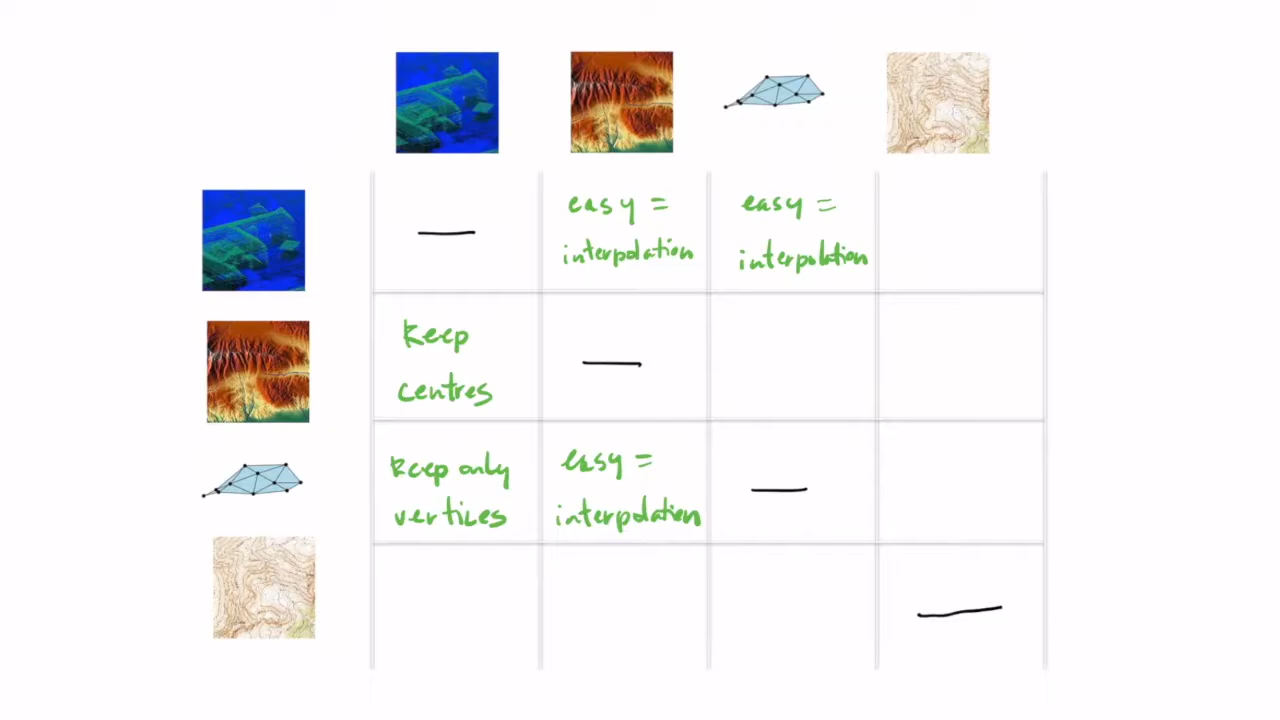 easy =
interpolation
easy =
interpolation
Keep
centres
Keep only
vertices
easy =
interpolation